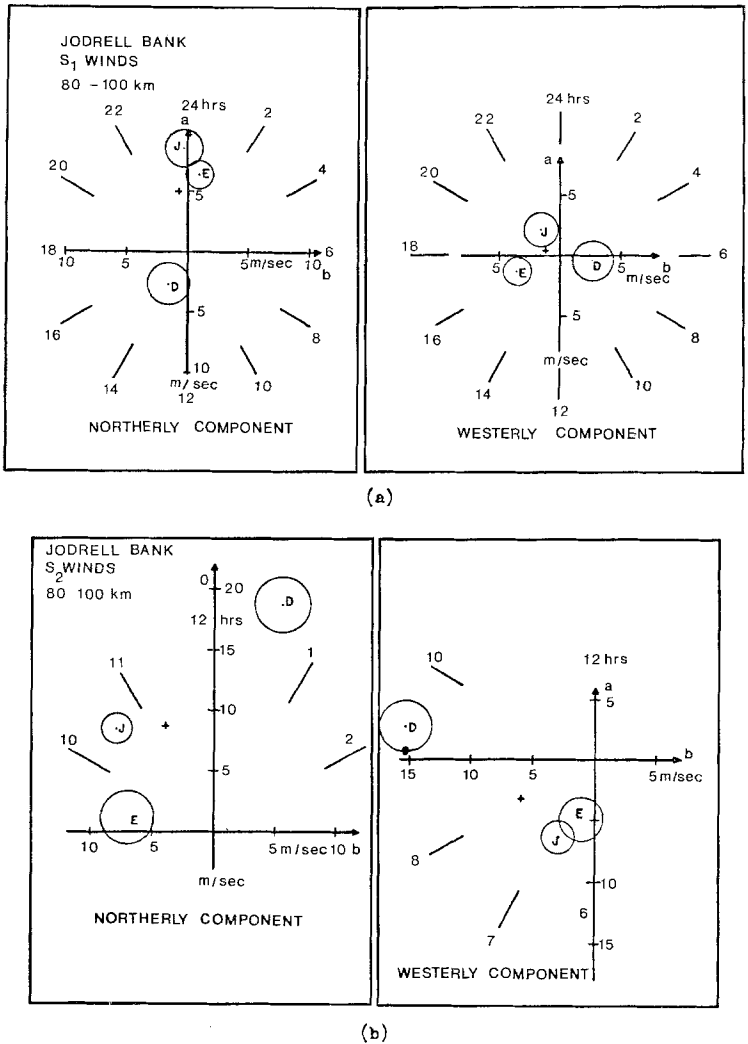 JODRELL BANK
S1 WINDS
80 - 100 km
24 hrs
a
22
2
20
4
J
E
5
18
10
5
5
m/sec
10
6
b
D
5
16
8
14
10
10
m/sec
12
NORTHERLY COMPONENT
24 hrs
22
2
a
20
4
5
J
18
6
5
E
D
5
b
m/sec
5
16
8
m/sec
14
10
12
WESTERLY COMPONENT
(a)
JODRELL BANK
S2 WINDS
80 100 km
0
20
12 hrs
D
15
11
1
10
J
10
2
5
E
10
5
5 m/sec 10 b
m/sec
NORTHERLY COMPONENT
12 hrs
10
a
5
D
b
15
10
5
5 m/sec
E
J
8
10
6
7
15
WESTERLY COMPONENT
(b)